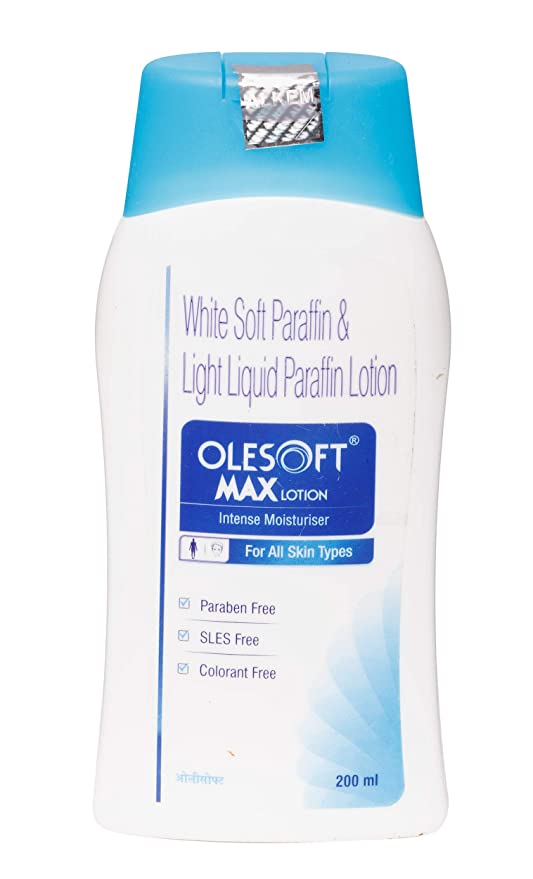 ALKEM
White Soft Paraffin &
Light Liquid Paraffin Lotion
OLESOFT®
MAX LOTION
Intense Moisturiser
For All Skin Types
Paraben Free
SLES Free
Colorant Free
ओलीसोफ्ट
200 ml